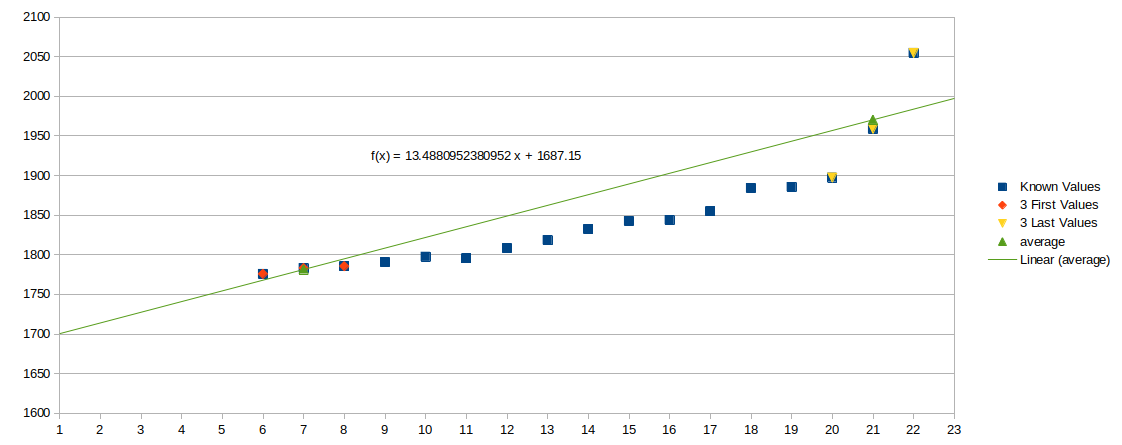 2100
2050
2000
1950
1900
1850
1800
1750
1700
1650
1600
f(x) = 13.4880952380952 x + 1687.15
1 2 3 4 5 6 7 8 9 10 11 12 13 14 15 16 17 18 19 20 21 22 23
Known Values
3 First Values
3 Last Values
average
Linear (average)